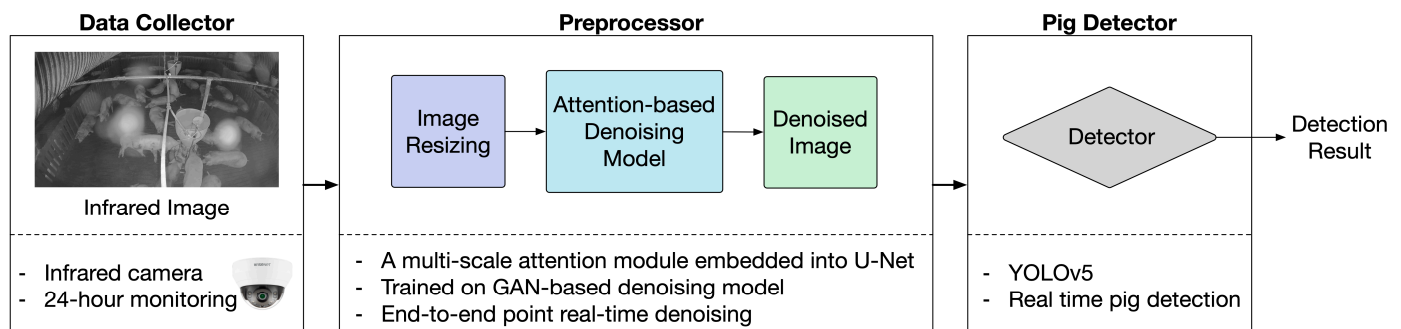 Data Collector
Infrared Image
- Infrared camera
- 24-hour monitoring
Preprocessor
Image
Resizing
Attention-based
Denoising
Model
Denoised
Image
- A multi-scale attention module embedded into U-Net
- Trained on GAN-based denoising model
- End-to-end point real-time denoising
Pig Detector
Detector
- YOLOv5
- Real time pig detection
Detection
Result